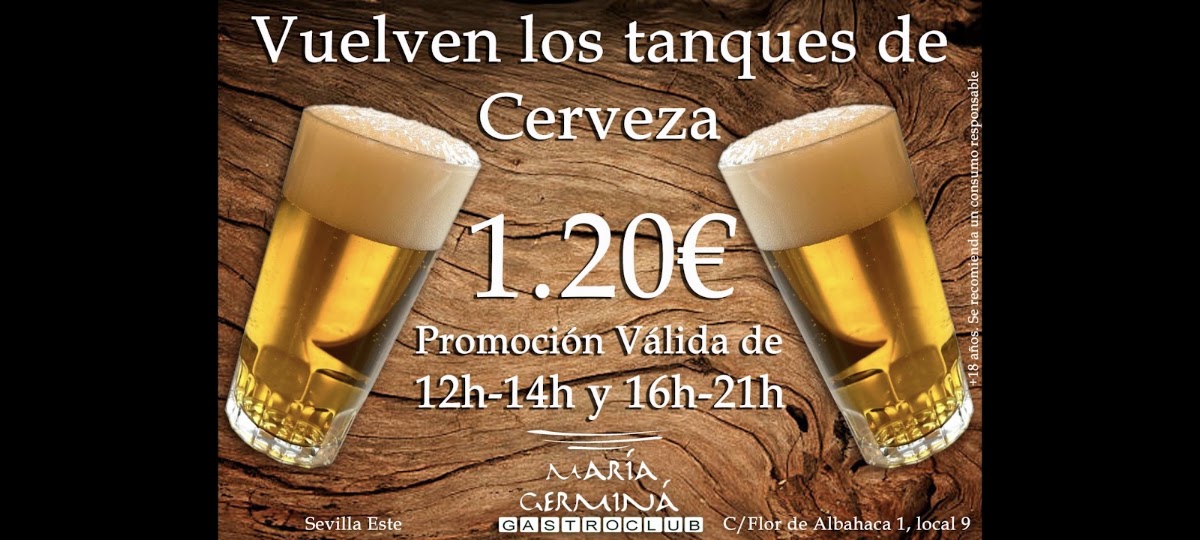 Vuelven los tanques de
Cerveza
1.20€
Promoción Válida de
12h-14h y 16h-21h
MARÍA
GERMINÁ
GASTROCLUB
Sevilla Este
C/Flor de Albahaca 1, local 9
+18 años. Se recomienda un consumo responsable